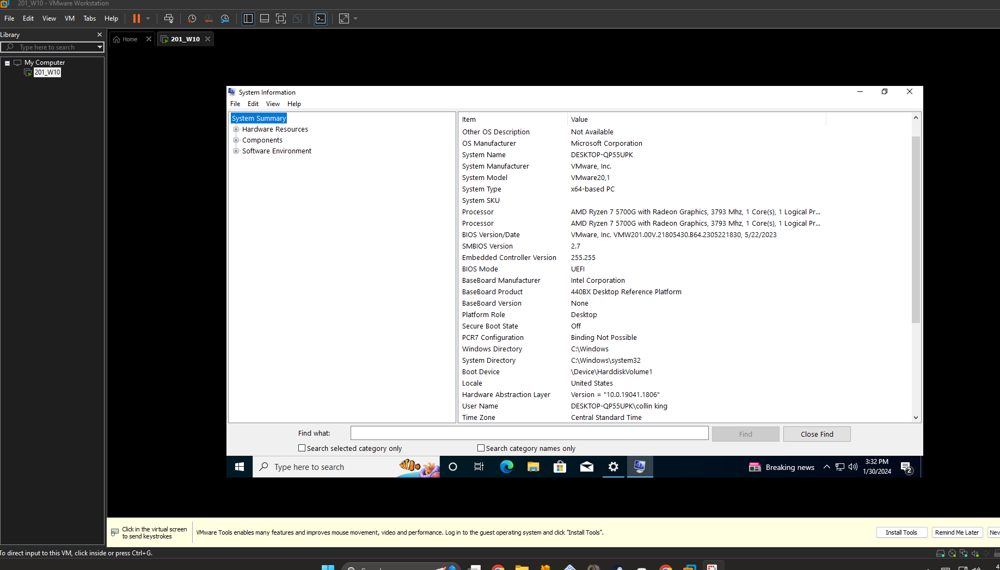 201_W10 - VMware Workstation
File Edit View VM Tabs Help
Library
Home 201_W10
Type here to search
My Computer
201_W10
System Information
File Edit View Help
System Summary
Hardware Resources
Components
Software Environment
Item Value
Other OS Description Not Available
OS Manufacturer Microsoft Corporation
System Name DESKTOP-QP55UPK
System Manufacturer VMware, Inc.
System Model VMware20,1
System Type x64-based PC
System SKU
Processor AMD Ryzen 7 5700G with Radeon Graphics, 3793 Mhz, 1 Core(s), 1 Logical Pr...
Processor AMD Ryzen 7 5700G with Radeon Graphics, 3793 Mhz, 1 Core(s), 1 Logical Pr...
BIOS Version/Date VMware, Inc. VMW201.00V.21805430.B64.2305221830, 5/22/2023
SMBIOS Version 2.7
Embedded Controller Version 255.255
BIOS Mode UEFI
BaseBoard Manufacturer Intel Corporation
BaseBoard Product 440BX Desktop Reference Platform
BaseBoard Version None
Platform Role Desktop
Secure Boot State Off
PCR7 Configuration Binding Not Possible
Windows Directory C:\Windows
System Directory C:\Windows\system32
Boot Device \Device\HarddiskVolume1
Locale United States
Hardware Abstraction Layer Version = "10.0.19041.1806"
User Name DESKTOP-QP55UPK\collin king
Time Zone Central Standard Time
Find what: Find Close Find
Search selected category only Search category names only
Type here to search Breaking news 3:32 PM
1/30/2024 2
Click in the virtual screen
to send keystrokes
VMware Tools enables many features and improves mouse movement, video and performance. Log in to the guest operating system and click "Install Tools".
Install Tools Remind Me Later Nev
To direct input to this VM, click inside or press Ctrl+G.